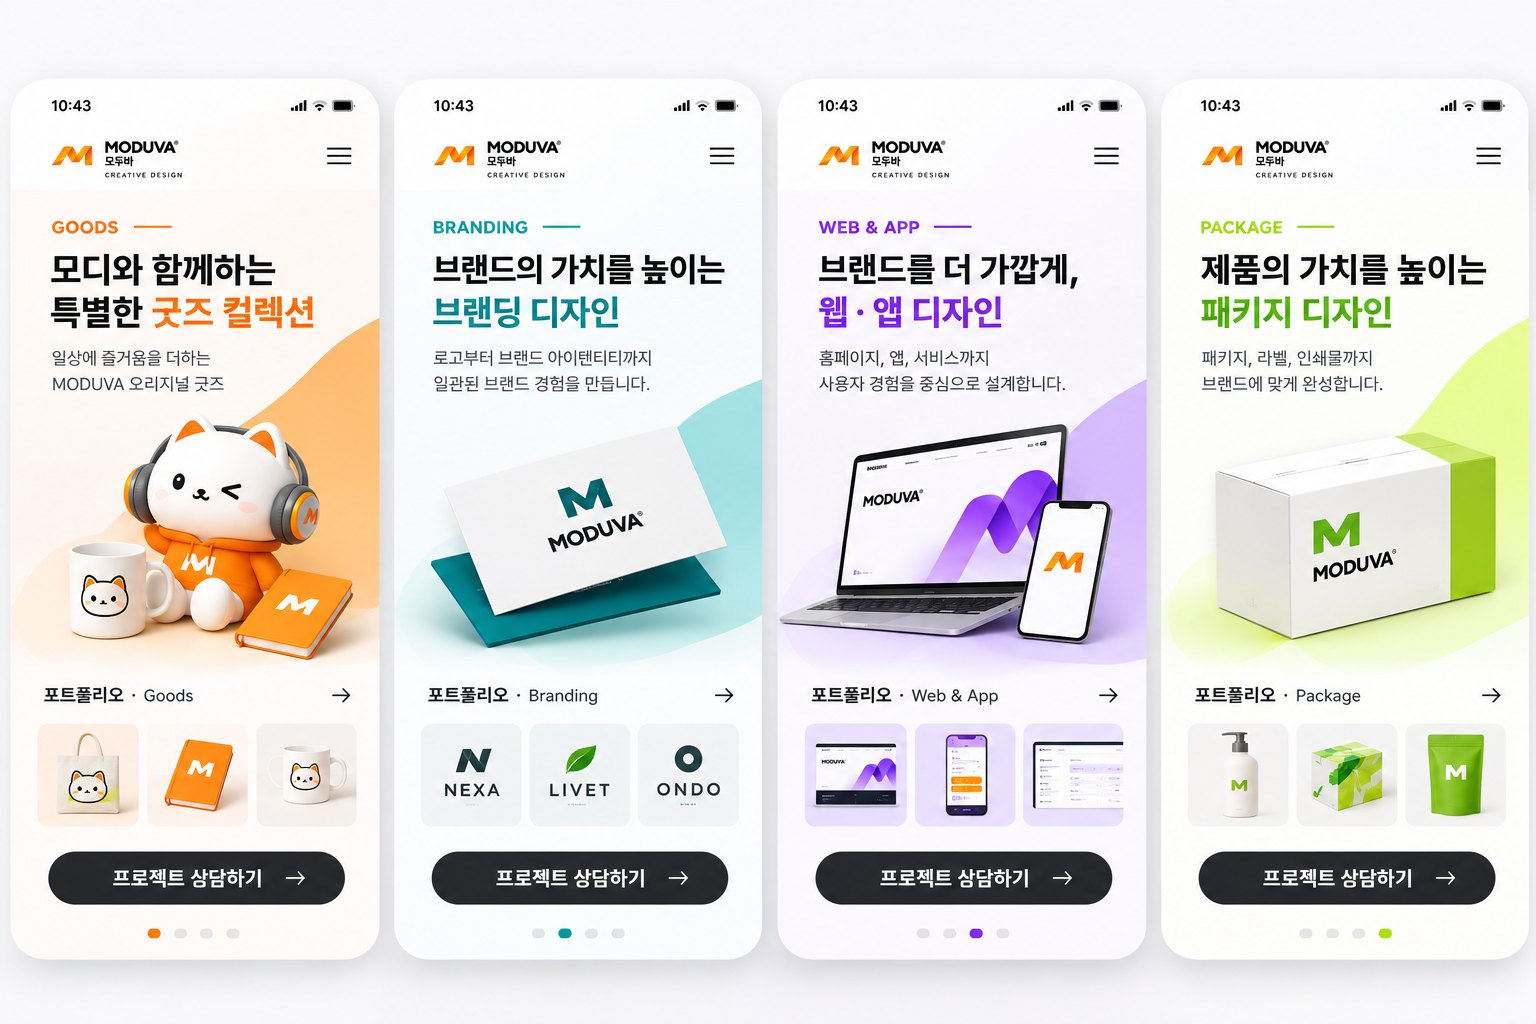 10:43
MODUVA®
모두바
CREATIVE DESIGN
GOODS
모디와 함께하는
특별한 굿즈 컬렉션
일상에 즐거움을 더하는
MODUVA 오리지널 굿즈
M
M
M
포트폴리오 · Goods
M
프로젝트 상담하기
10:43
MODUVA®
모두바
CREATIVE DESIGN
BRANDING
브랜드의 가치를 높이는
브랜딩 디자인
로고부터 브랜드 아이텐티티까지
일관된 브랜드 경험을 만듭니다.
M
MODUVA®
포트폴리오 · Branding
N
NEXA
LIVET
ONDO
프로젝트 상담하기
10:43
MODUVA®
모두바
CREATIVE DESIGN
WEB & APP
브랜드를 더 가깝게,
웹 · 앱 디자인
홈페이지, 앱, 서비스까지
사용자 경험을 중심으로 설계합니다.
MODUVA®
M
포트폴리오 · Web & App
MODUVA
프로젝트 상담하기
10:43
MODUVA®
모두바
CREATIVE DESIGN
PACKAGE
제품의 가치를 높이는
패키지 디자인
패키지, 라벨, 인쇄물까지
브랜드에 맞게 완성합니다.
M
MODUVA®
포트폴리오 · Package
M
M
프로젝트 상담하기